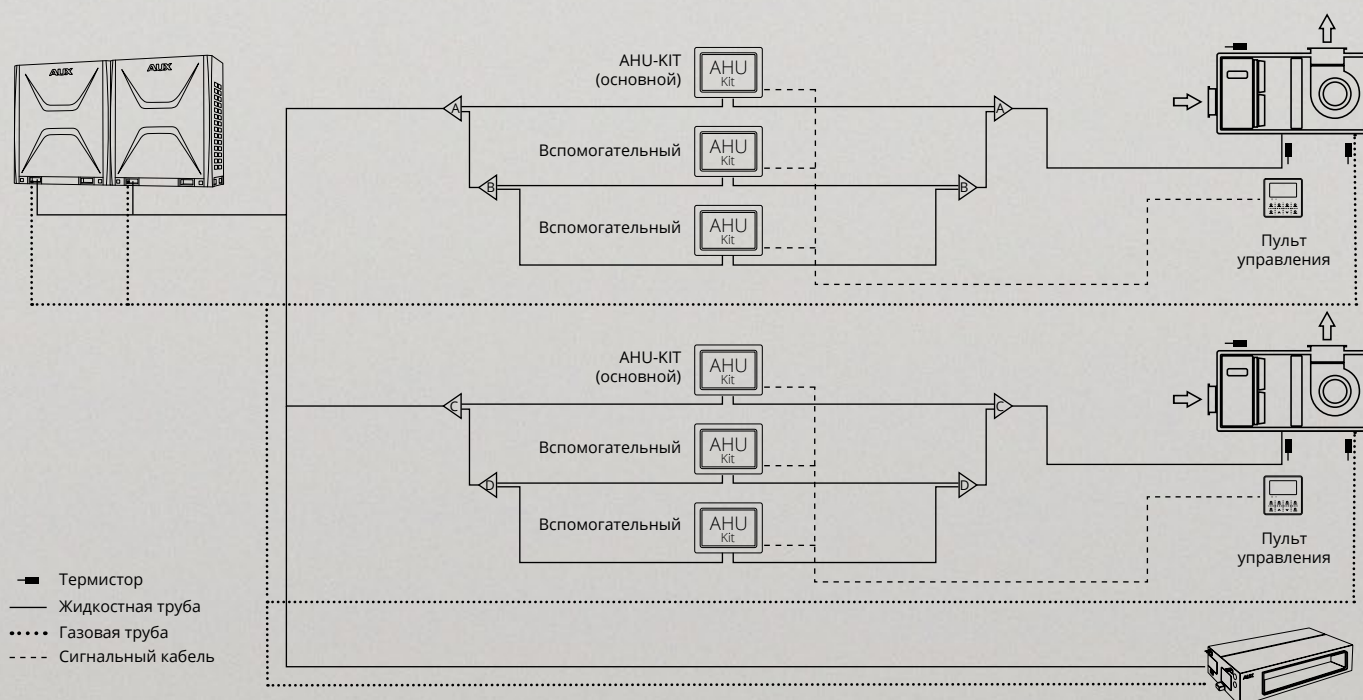 AUX
AUX
AHU-KIT
(основной)
AHU
Kit
A
A
Вспомогательный
AHU
Kit
B
B
Вспомогательный
AHU
Kit
Пульт
управления
AHU-KIT
(основной)
AHU
Kit
C
C
Вспомогательный
AHU
Kit
D
D
Вспомогательный
AHU
Kit
Пульт
управления
Термистор
Жидкостная труба
Газовая труба
Сигнальный кабель
AUX